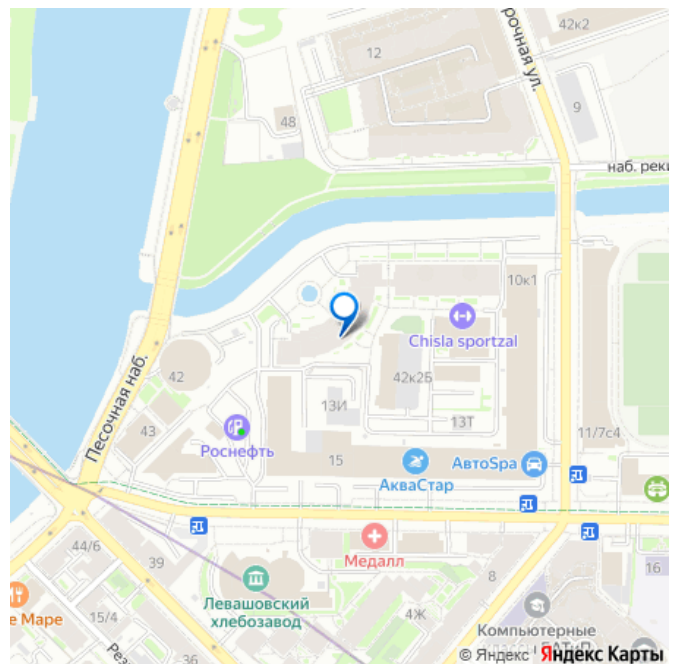 42к2
рочная ул.
12
9
48
наб. реки
10к1
Chisla sportzal
42
42к2Б
Песочная наб.
13И
13Т
43
11/7с4
Роснефть
15
АвтоSpa
АкваСтар
44/6
39
Медалл
8
16
Левашовский
хлебозавод
е Маре
15/4
4Ж
Компьютерные
Рез
36
© Яндекс Яндекс Карты